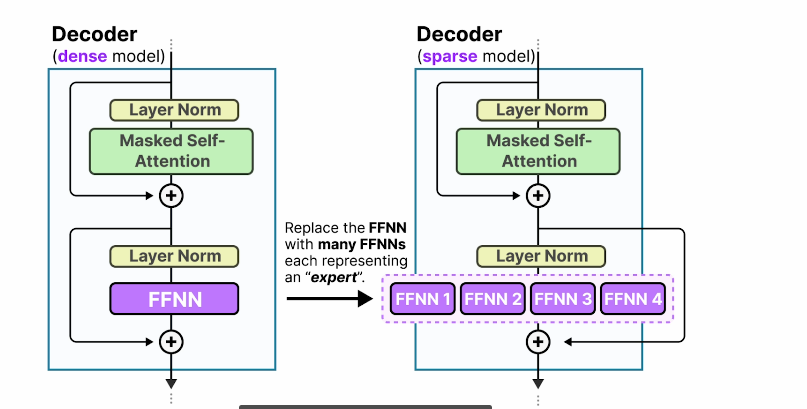 Decoder
(dense model)
Layer Norm
Masked Self-
Attention
+
Layer Norm
FFNN
+
Replace the FFNN
with many FFNNs
each representing
an “expert”.
Decoder
(sparse model)
Layer Norm
Masked Self-
Attention
+
Layer Norm
FFNN 1 FFNN 2 FFNN 3 FFNN 4
+